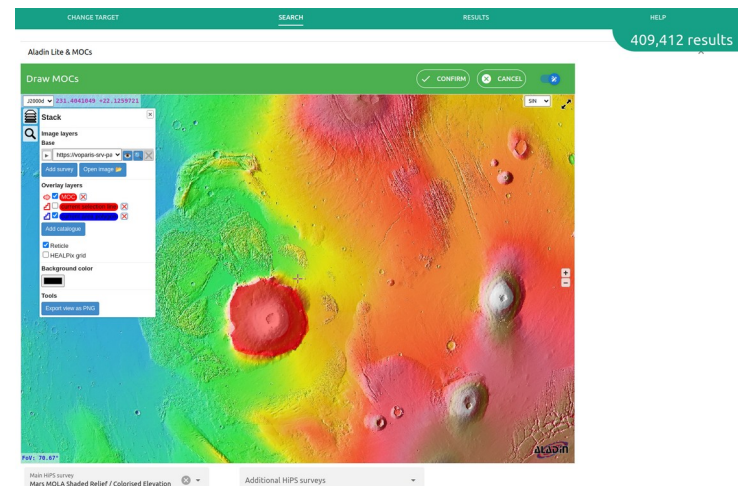 CHANGE TARGET SEARCH RESULTS HELP
409,412 results
Aladin Lite & MOCs
Draw MOCs CONFIRM CANCEL
J2000d 231.4041049 +22.1259721 SIN
Stack
Image layers
Base
https://voparis-srv-pa
Add survey Open image
Overlay layers
MOC
Add catalogue
Reticle
HEALPix grid
Background color
Tools
Export view as PNG
FoV: 70.67°
ALADIN
Main HiPS survey
Mars MOLA Shaded Relief / Colorised Elevation
Additional HiPS surveys